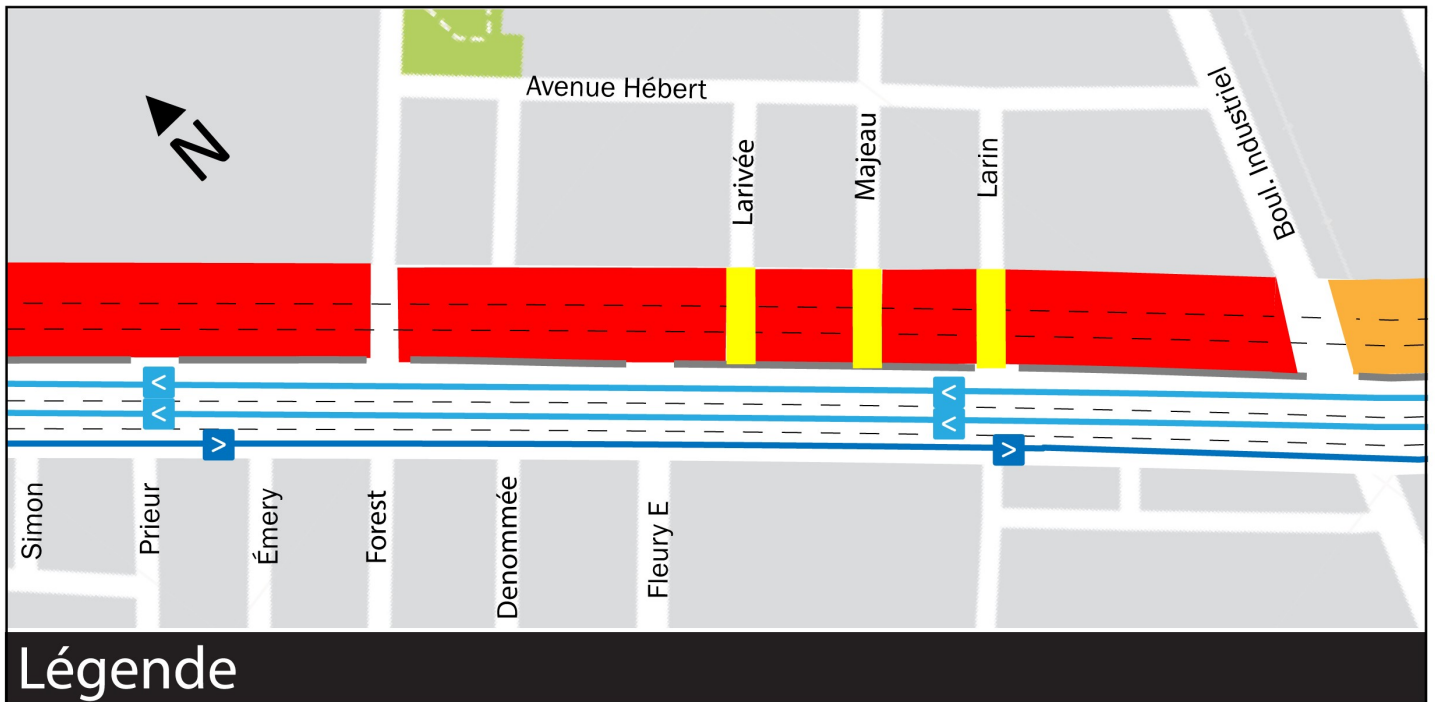 Avenue Hébert
Boul. Industriel
N
Larivée
Majeau
Larin
<
<
<
<
>
>
Simon
Prieur
Émery
Forest
Denommée
Fleury E
Légende